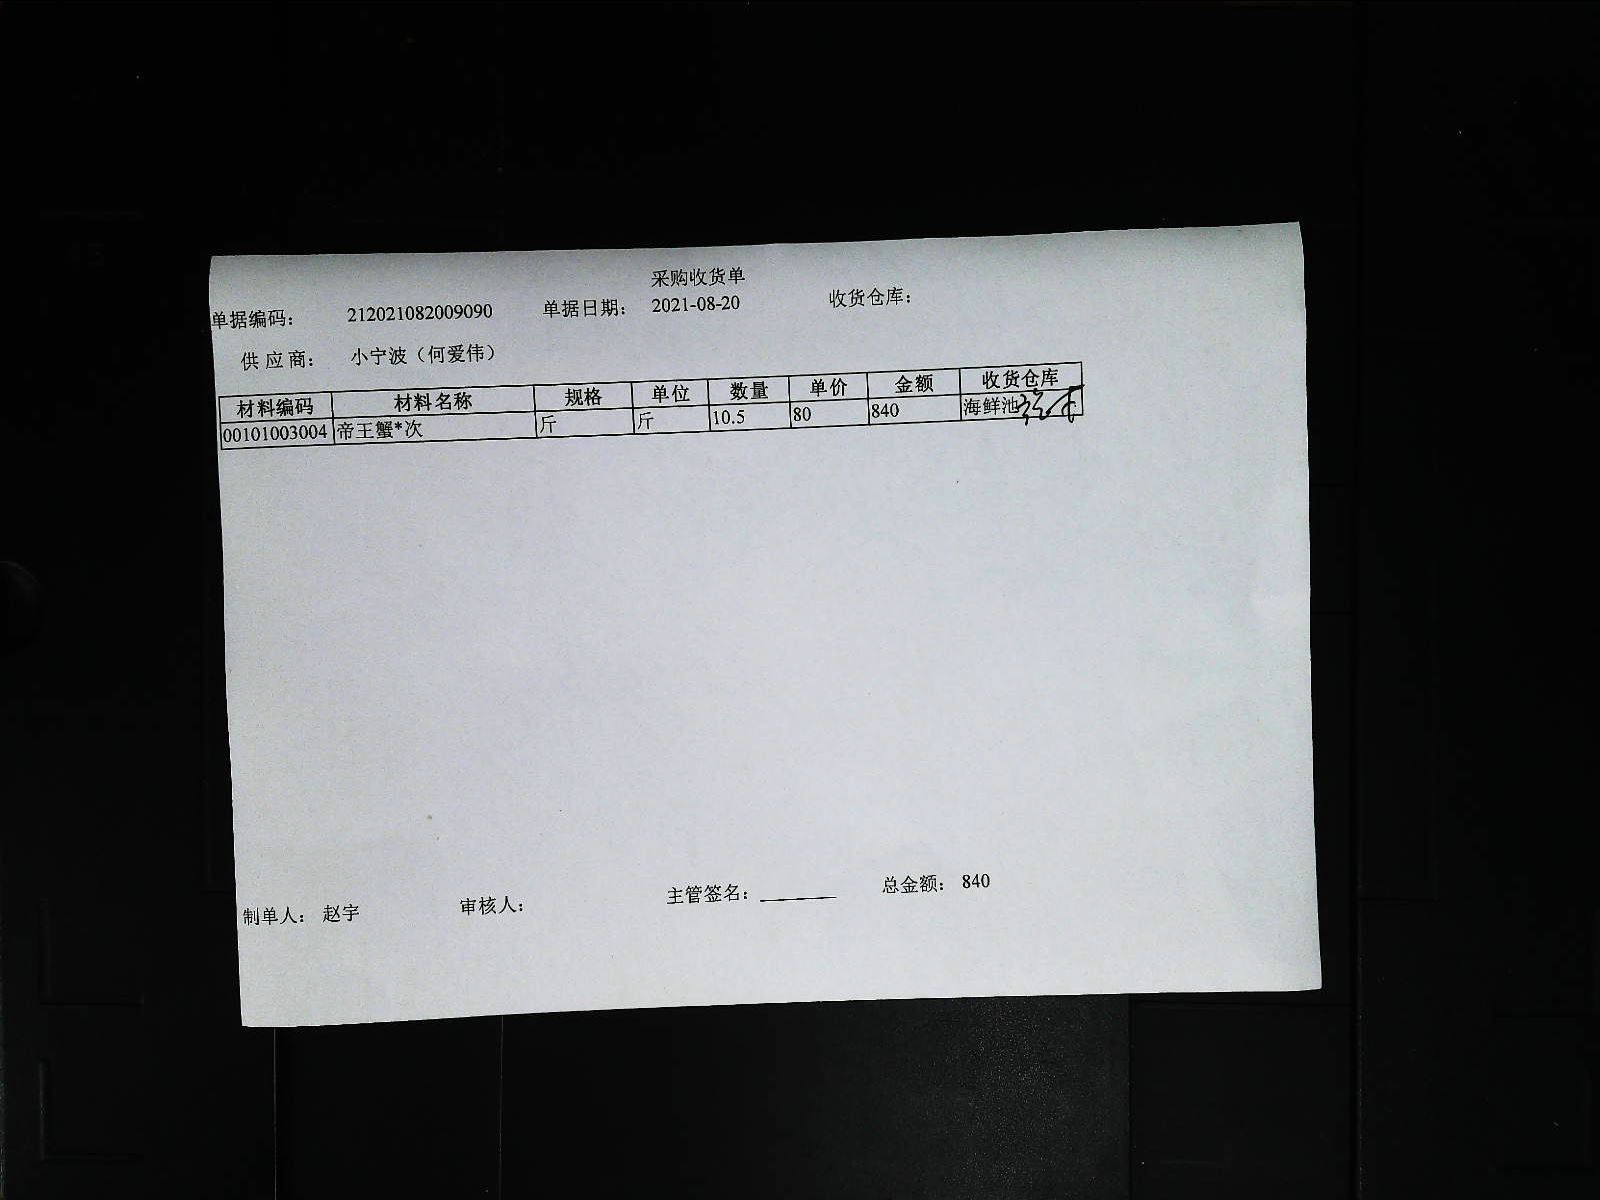 采购收货单
单据编码： 212021082009090 单据日期： 2021-08-20 收货仓库：
供 应 商： 小宁波（何爱伟）
材料编码 材料名称 规格 单位 数量 单价 金额 收货仓库
00101003004 帝王蟹*次 斤 斤 10.5 80 840 海鲜池
制单人： 赵宇 审核人： 主管签名： 总金额： 840